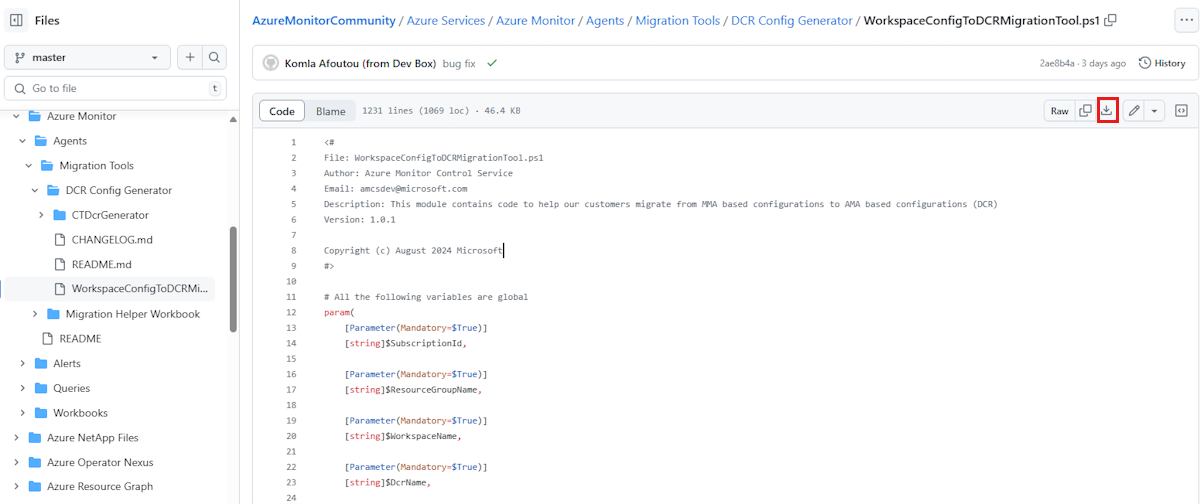 Files
master
Go to file
t
Azure Monitor
Agents
Migration Tools
DCR Config Generator
CTDcrGenerator
CHANGELOG.md
README.md
WorkspaceConfigToDCRMi...
Migration Helper Workbook
README
Alerts
Queries
Workbooks
Azure NetApp Files
Azure Operator Nexus
Azure Resource Graph
AzureMonitorCommunity / Azure Services / Azure Monitor / Agents / Migration Tools / DCR Config Generator / WorkspaceConfigToDCRMigrationTool.ps1
Komla Afoutou (from Dev Box) bug fix
2ae8b4a · 3 days ago
History
Code Blame 1231 lines (1069 loc) · 46.4 KB
Raw
1 <#
2 File: WorkspaceConfigToDCRMigrationTool.ps1
3 Author: Azure Monitor Control Service
4 Email: amcsdev@microsoft.com
5 Description: This module contains code to help our customers migrate from MMA based configurations to AMA based configurations (DCR)
6 Version: 1.0.1
7
8 Copyright (c) August 2024 Microsoft
9 #>
10
11 # All the following variables are global
12 param(
13 [Parameter(Mandatory=$True)]
14 [string]$SubscriptionId,
15
16 [Parameter(Mandatory=$True)]
17 [string]$ResourceGroupName,
18
19 [Parameter(Mandatory=$True)]
20 [string]$WorkspaceName,
21
22 [Parameter(Mandatory=$True)]
23 [string]$DcrName,
24